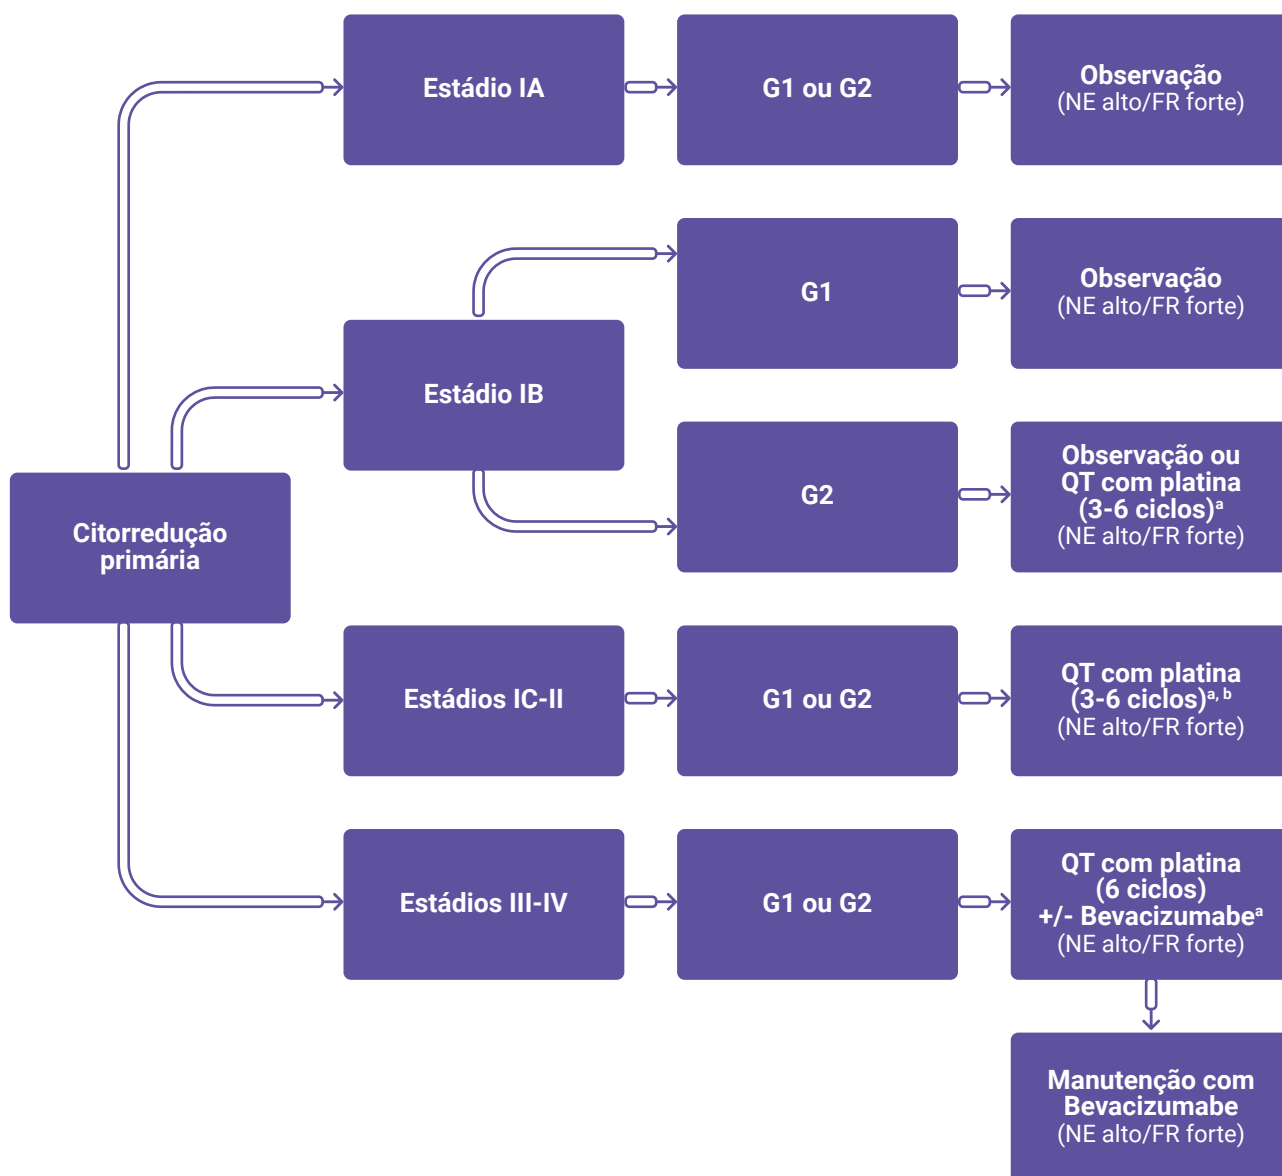 Estádio IA
G1 ou G2
Observação
(NE alto/FR forte)
G1
Observação
(NE alto/FR forte)
Estádio IB
G2
Observação ou
QT com platina
(3-6 ciclos)ᵃ
(NE alto/FR forte)
Citorredução
primária
Estádios IC-II
G1 ou G2
QT com platina
(3-6 ciclos)ᵃ, ᵇ
(NE alto/FR forte)
Estádios III-IV
G1 ou G2
QT com platina
(6 ciclos)
+/- Bevacizumabeᵃ
(NE alto/FR forte)
Manutenção com
Bevacizumabe
(NE alto/FR forte)